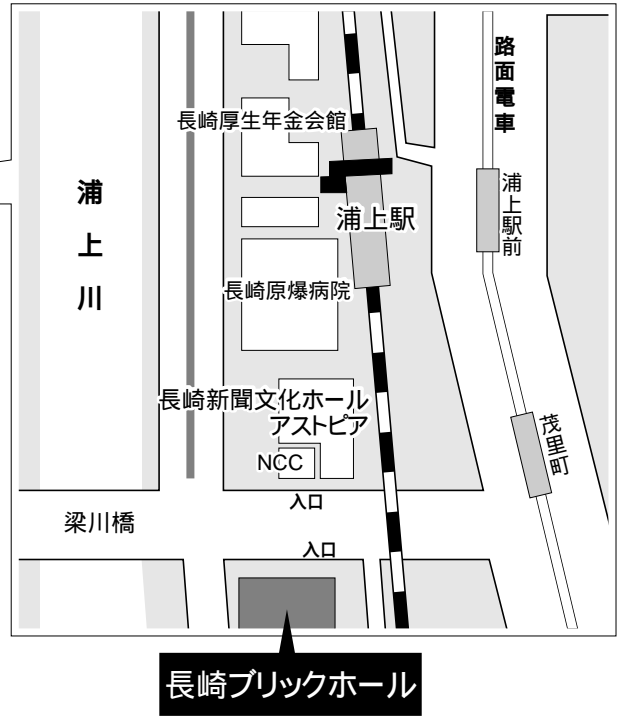 路面電車
長崎厚生年金会館
浦上川
浦上駅前
浦上駅
長崎原爆病院
長崎新聞文化ホール
アストピア
茂里町
NCC
入口
梁川橋
入口
長崎ブリックホール